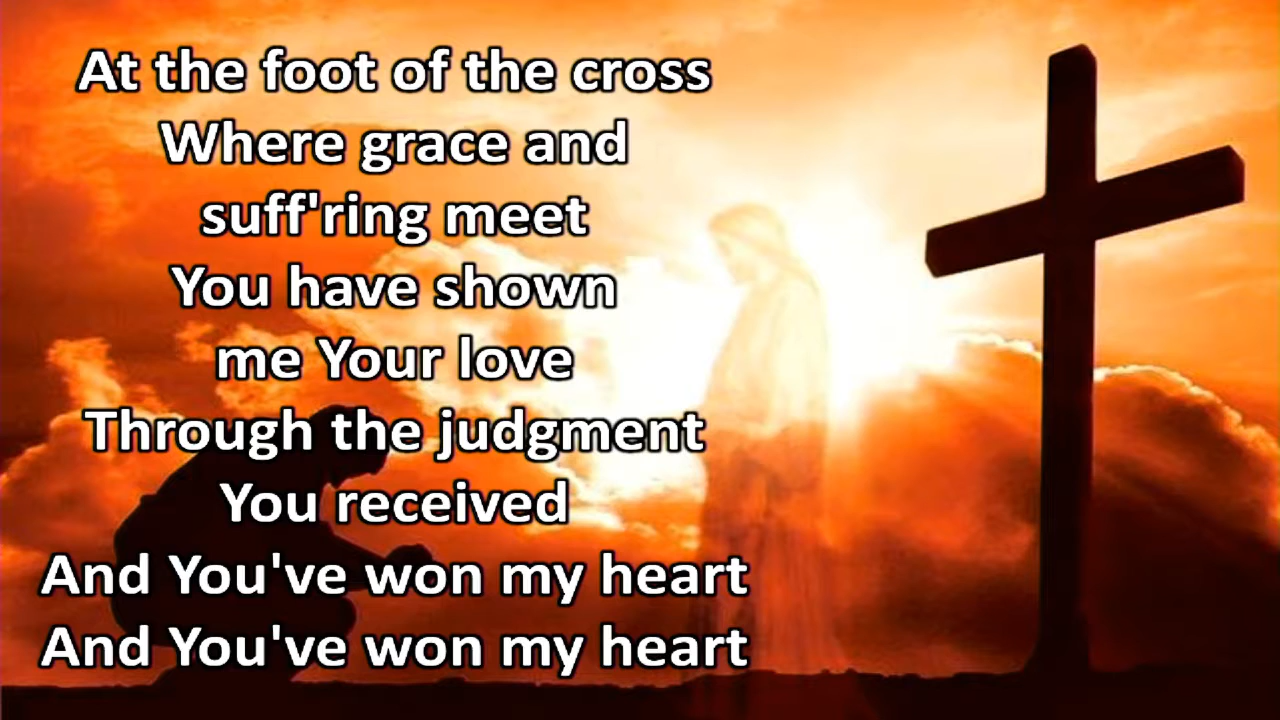 At the foot of the cross
Where grace and
suff'ring meet
You have shown
me Your love
Through the judgment
You received
And You've won my heart
And You've won my heart